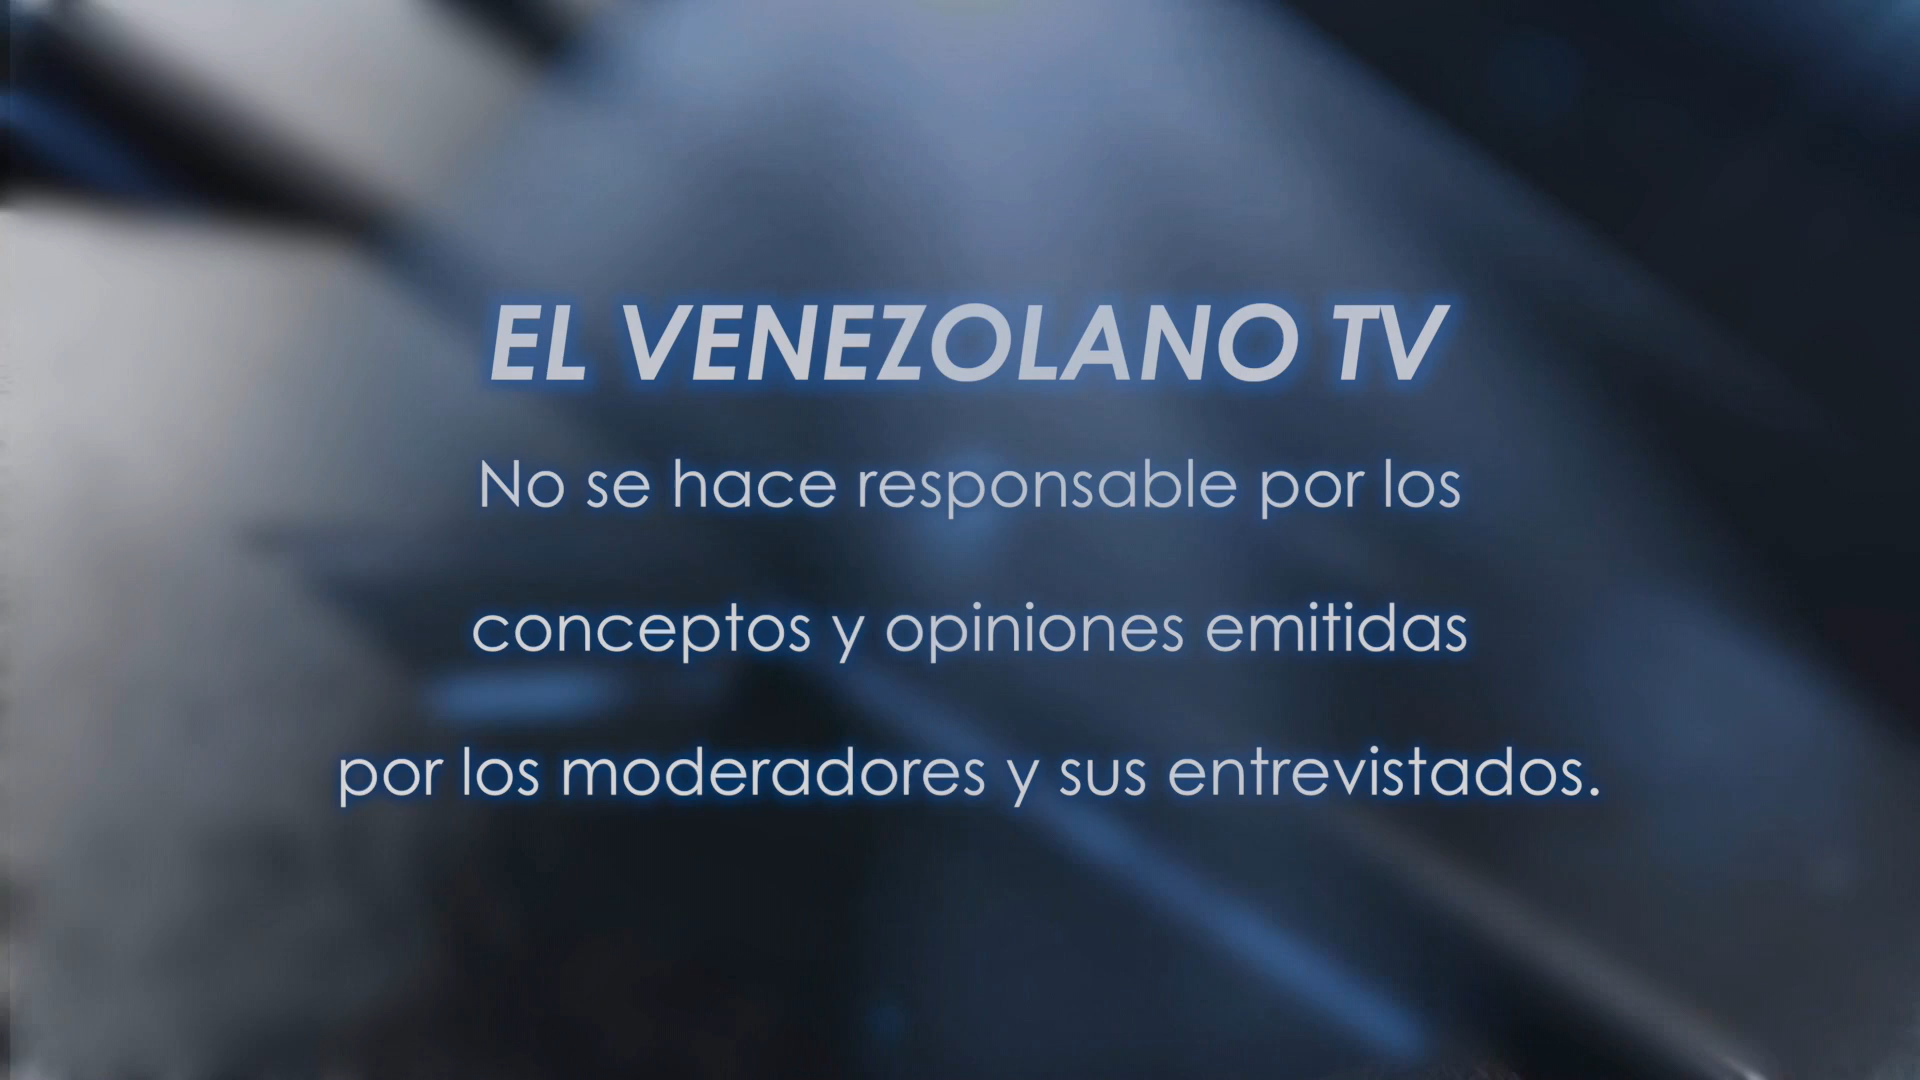 EL VENEZOLANO TV
No se hace responsable por los
conceptos y opiniones emitidas
por los moderadores y sus entrevistados.